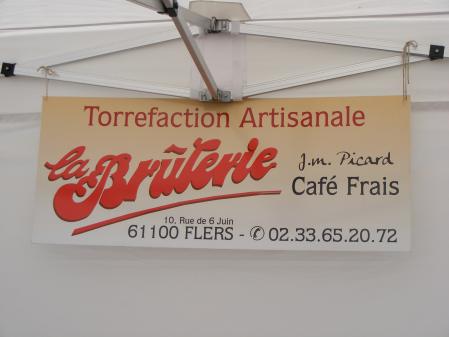 Torrefaction Artisanale
la Brûlerie
J.m. Picard
Café Frais
10, Rue de 6 Juin
61100 FLERS - ✆ 02.33.65.20.72